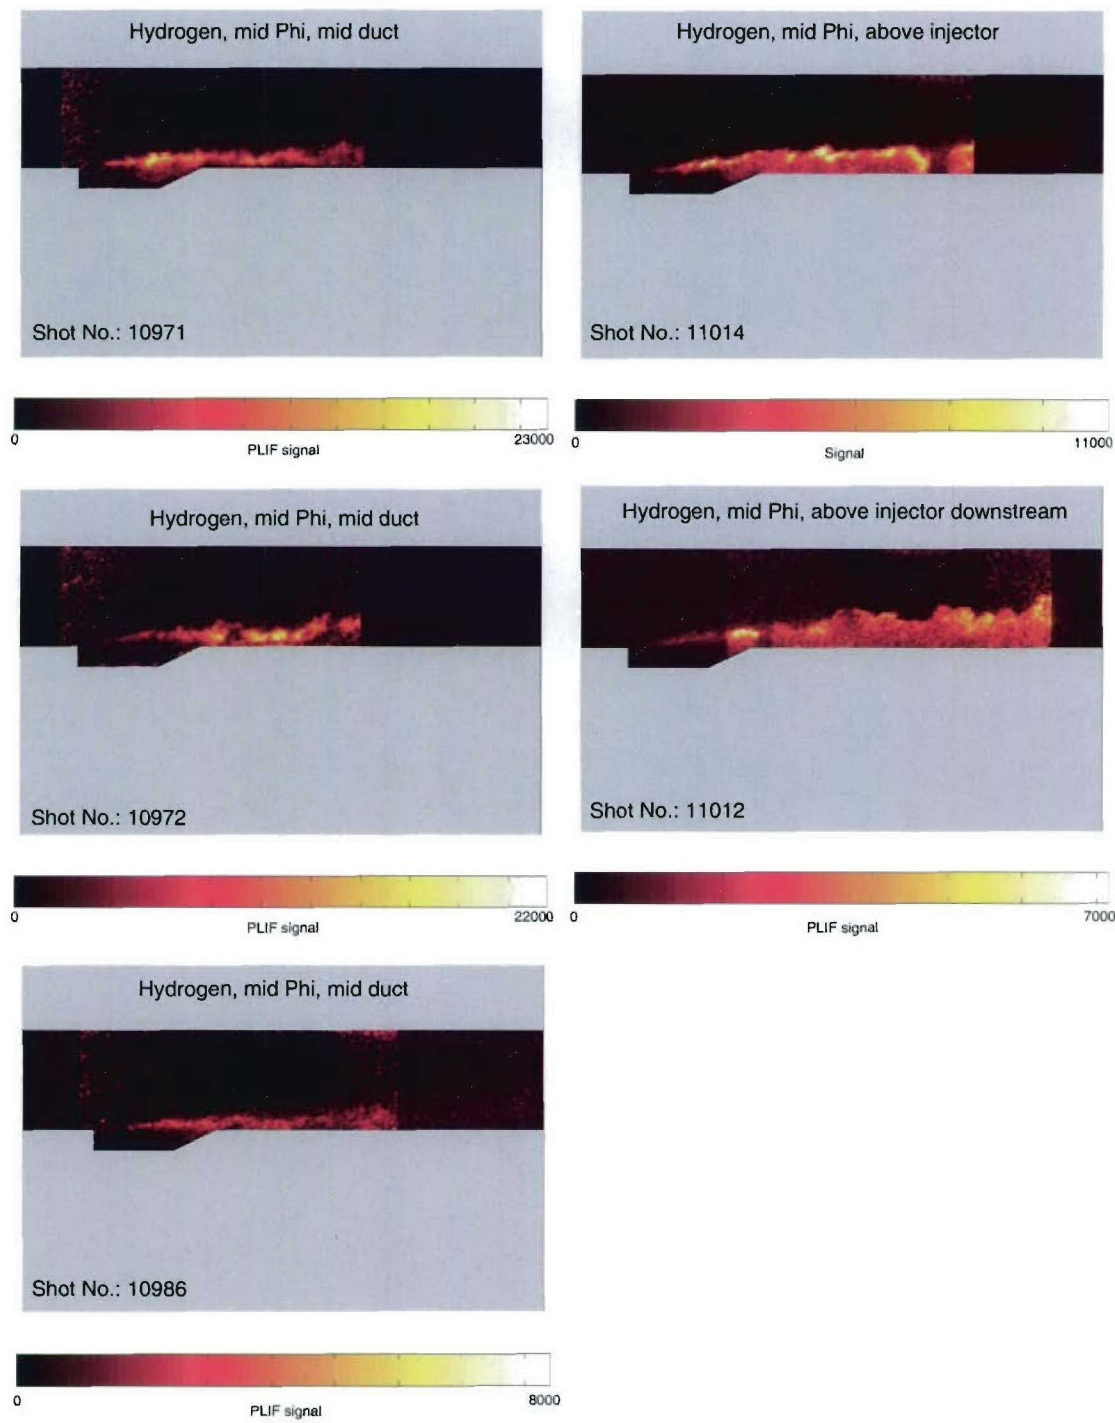 Hydrogen, mid Phi, mid duct
Shot No.: 10971
0 23000
PLIF signal
Hydrogen, mid Phi, above injector
Shot No.: 11014
0 11000
Signal
Hydrogen, mid Phi, mid duct
Shot No.: 10972
0 22000
PLIF signal
Hydrogen, mid Phi, above injector downstream
Shot No.: 11012
0 7000
PLIF signal
Hydrogen, mid Phi, mid duct
Shot No.: 10986
0 8000
PLIF signal